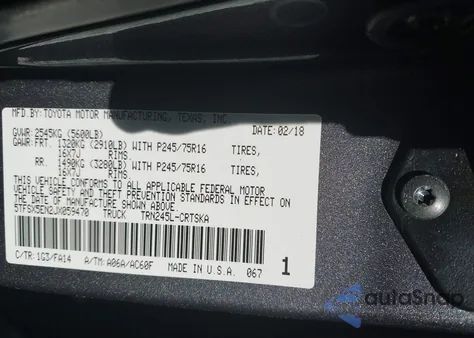 MFD.BY:TOYOTA MOTOR MANUFACTURING, TEXAS, INC.
GVWR:2545KG (5600LB) DATE:02/18
GAWR:FRT. 1320KG (2910LB) WITH P245/75R16 TIRES,
16X7J RIMS.
RR. 1490KG (3280LB) WITH P245/75R16 TIRES,
16X7J RIMS.
THIS VEHICLE CONFORMS TO ALL APPLICABLE FEDERAL MOTOR
VEHICLE SAFETY AND THEFT PREVENTION STANDARDS IN EFFECT ON
THE DATE OF MANUFACTURE SHOWN ABOVE.
5TFSX5EN2JX059470 TRUCK TRN245L-CRTSKA
C/TR:1G3/FA14 A/TM:A06A/AC60F MADE IN U.S.A. 067 1
autoSnap